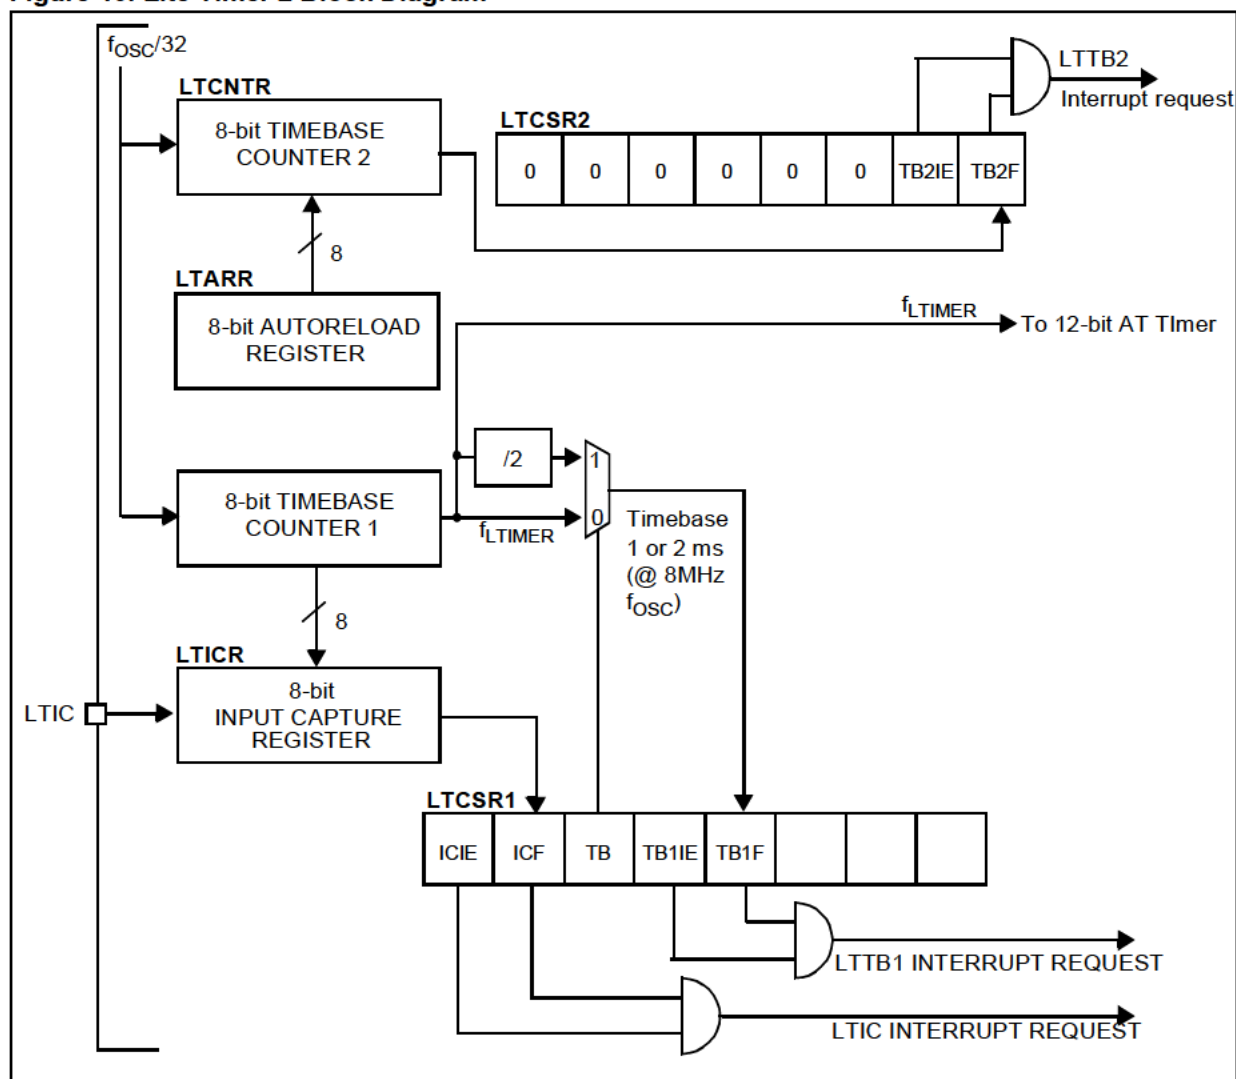 fOSC/32
LTCNTR
8-bit TIMEBASE
COUNTER 2
8
LTARR
8-bit AUTORELOAD
REGISTER
LTCSR2
0 0 0 0 0 0 TB2IE TB2F
LTTB2
Interrupt request
fLTIMER
To 12-bit AT TImer
8-bit TIMEBASE
COUNTER 1
/2
1
0
fLTIMER
Timebase
1 or 2 ms
(@ 8MHz
fOSC)
8
LTICR
LTIC
8-bit
INPUT CAPTURE
REGISTER
LTCSR1
ICIE ICF TB TB1IE TB1F
LTTB1 INTERRUPT REQUEST
LTIC INTERRUPT REQUEST